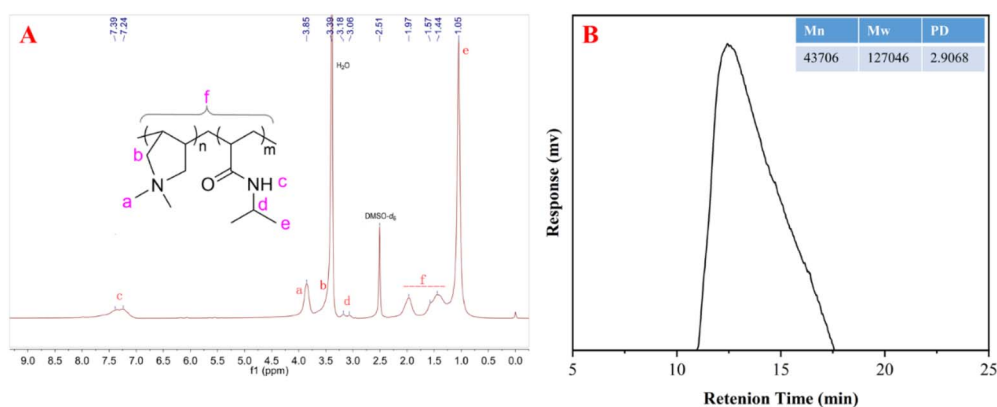 A
7.39
7.24
3.85
3.39
3.18
3.06
2.51
1.97
1.57
1.44
1.05
e
H₂O
f
n
m
b
N
a
O
NH
c
d
e
DMSO-d₆
c
a
b
d
f
9.0 8.5 8.0 7.5 7.0 6.5 6.0 5.5 5.0 4.5 4.0 3.5 3.0 2.5 2.0 1.5 1.0 0.5 0.0
f1 (ppm)
B
Mn Mw PD
43706 127046 2.9068
Response (mv)
5 10 15 20 25
Retenion Time (min)